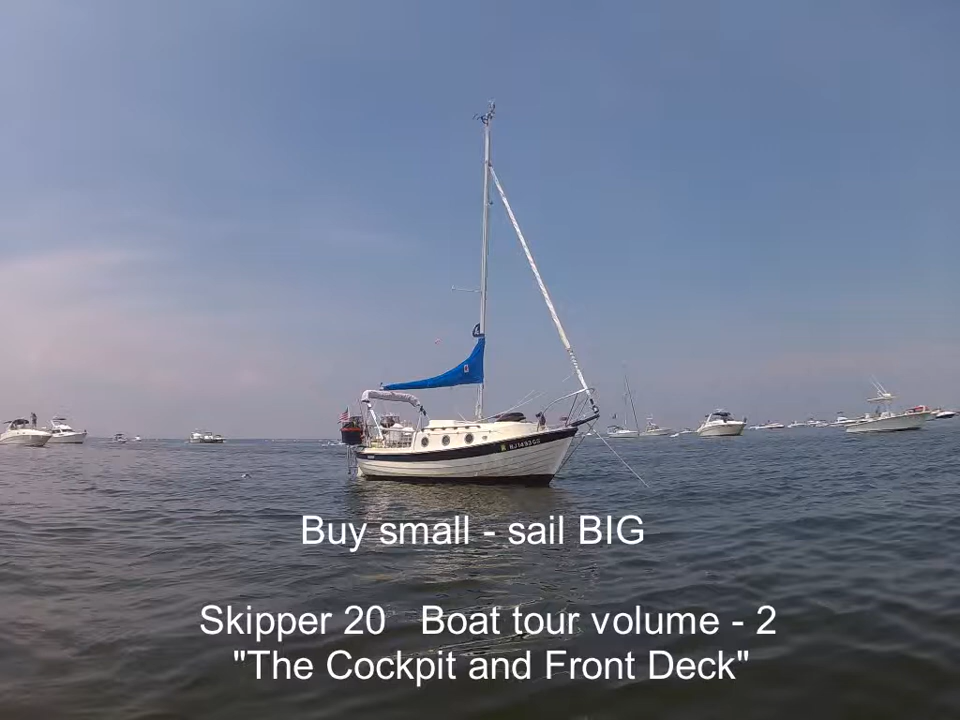 Buy small - sail BIG
Skipper 20 Boat tour volume - 2
"The Cockpit and Front Deck"